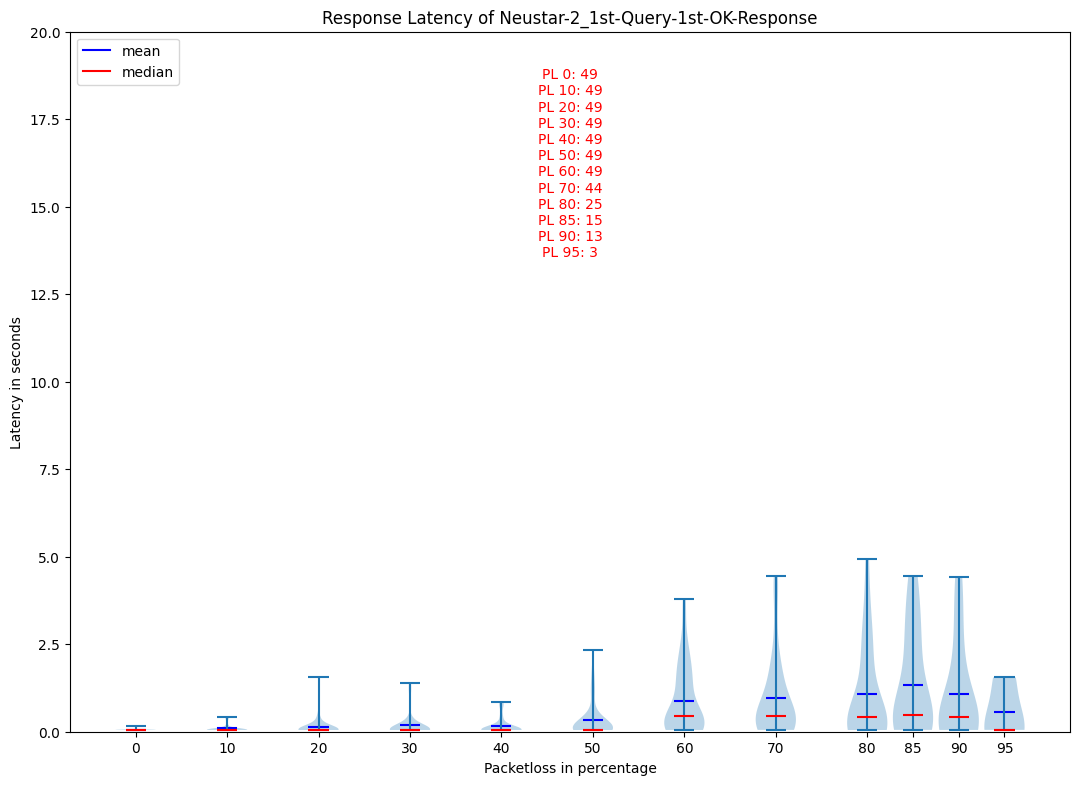 Response Latency of Neustar-2_1st-Query-1st-OK-Response
mean
median
PL 0: 49
PL 10: 49
PL 20: 49
PL 30: 49
PL 40: 49
PL 50: 49
PL 60: 49
PL 70: 44
PL 80: 25
PL 85: 15
PL 90: 13
PL 95: 3
Latency in seconds
20.0
17.5
15.0
12.5
10.0
7.5
5.0
2.5
0.0
0 10 20 30 40 50 60 70 80 85 90 95
Packetloss in percentage